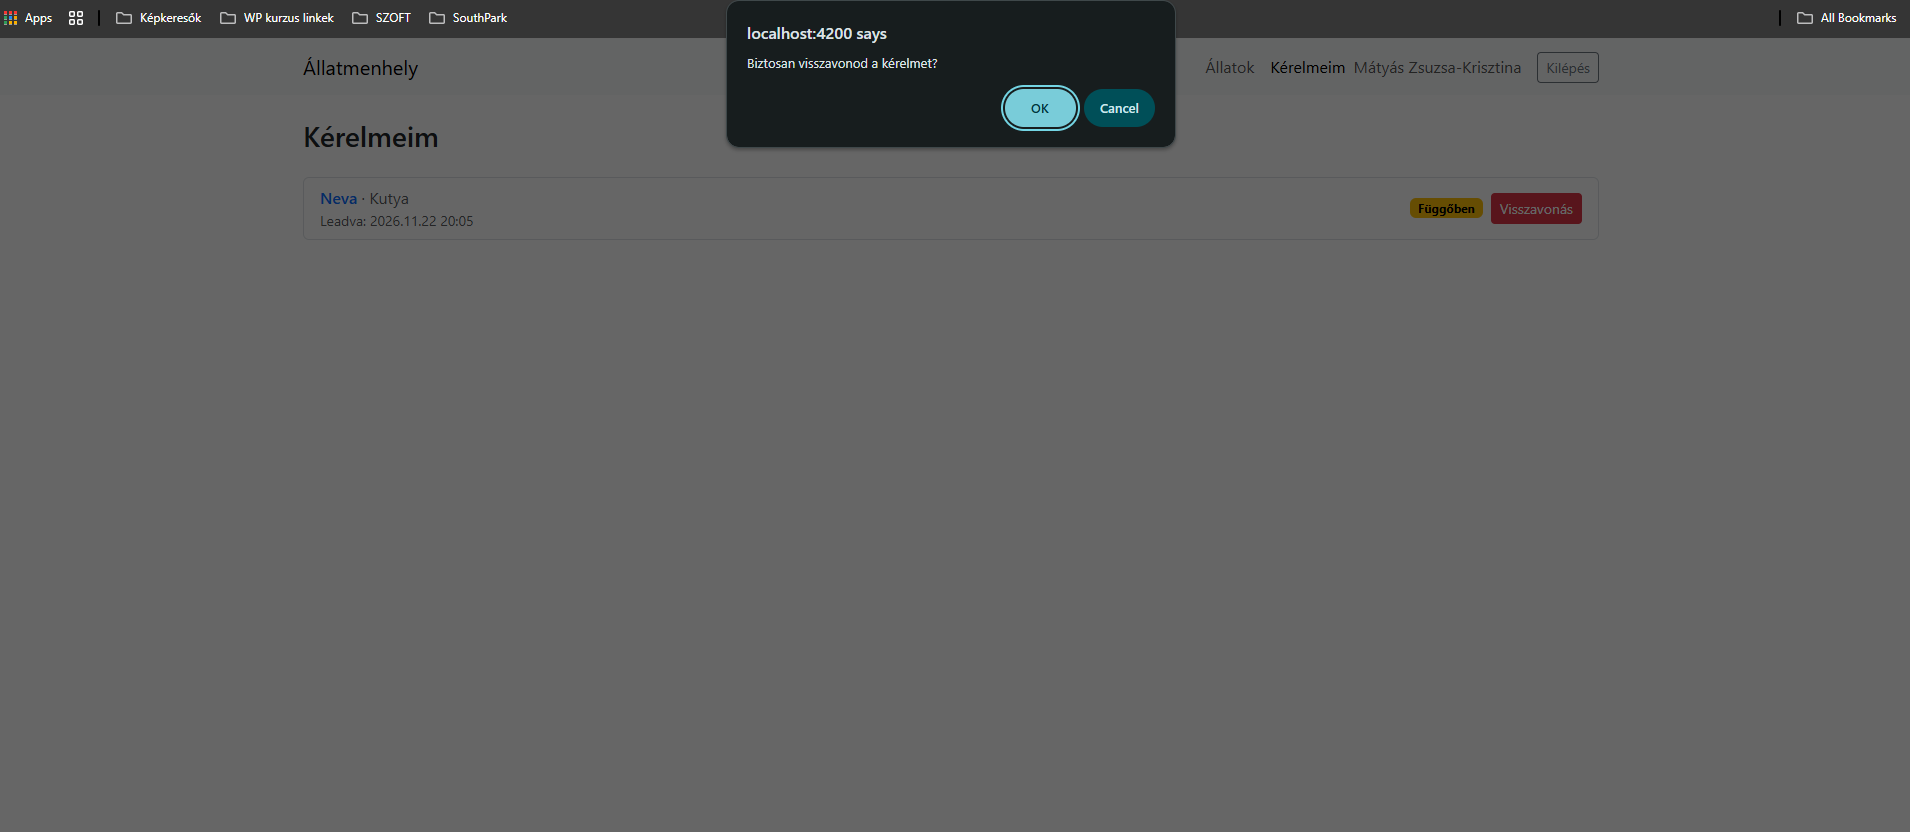 Apps Képkeresők WP kurzus linkek SZOFT SouthPark All Bookmarks
localhost:4200 says
Biztosan visszavonod a kérelmet?
OK Cancel
Állatmenhely Állatok Kérelmeim Mátyás Zsuzsa-Krisztina Kilépés
Kérelmeim
Neva · Kutya
Leadva: 2026.11.22 20:05
Függőben Visszavonás